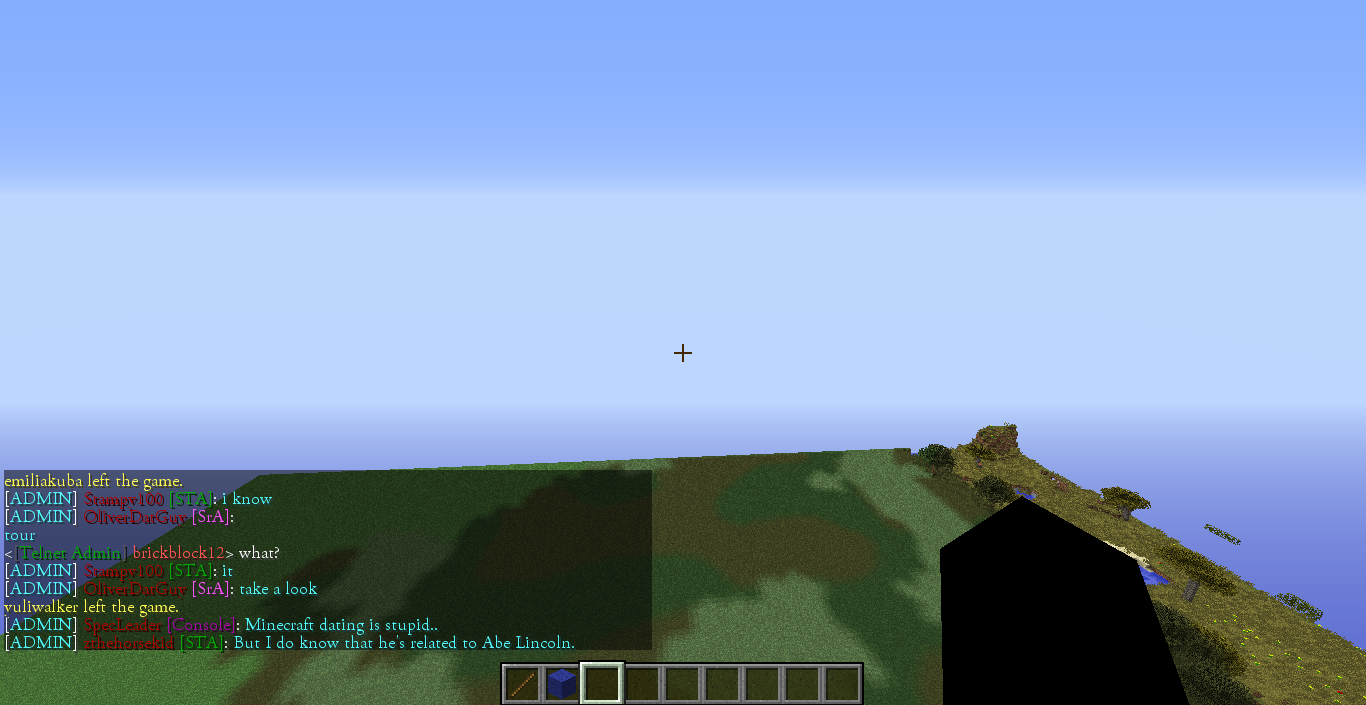 emiliakuba left the game.
[ADMIN] Stampy100 [STA]: i know
[ADMIN] OliverDatGuy [SrA]:
tour
<[Telnet Admin] brickblock12> what?
[ADMIN] Stampy100 [STA]: it
[ADMIN] OliverDatGuy [SrA]: take a look
vuliwalker left the game.
[ADMIN] SpecLeader [Console]: Minecraft dating is stupid..
[ADMIN] [STA]: But I do know that he's related to Abe Lincoln.